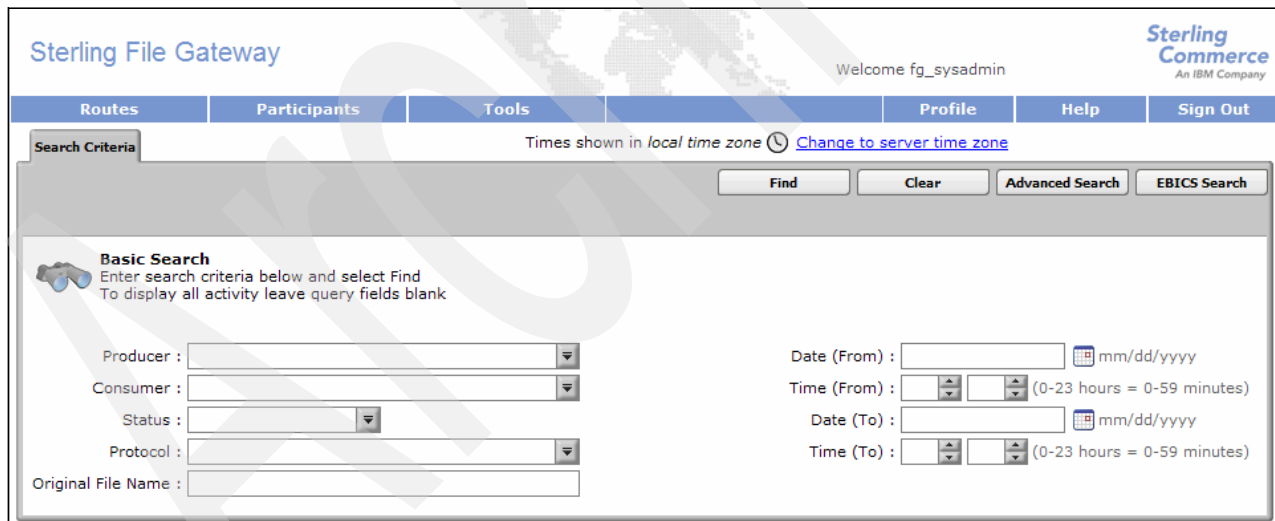 Sterling File Gateway
Welcome fg_sysadmin
Sterling
Commerce
An IBM Company
Routes Participants Tools Profile Help Sign Out
Search Criteria
Times shown in local time zone Change to server time zone
Find Clear Advanced Search EBICS Search
Basic Search
Enter search criteria below and select Find
To display all activity leave query fields blank
Producer : Date (From) : mm/dd/yyyy
Consumer : Time (From) : (0-23 hours = 0-59 minutes)
Status : Date (To) : mm/dd/yyyy
Protocol : Time (To) : (0-23 hours = 0-59 minutes)
Original File Name :